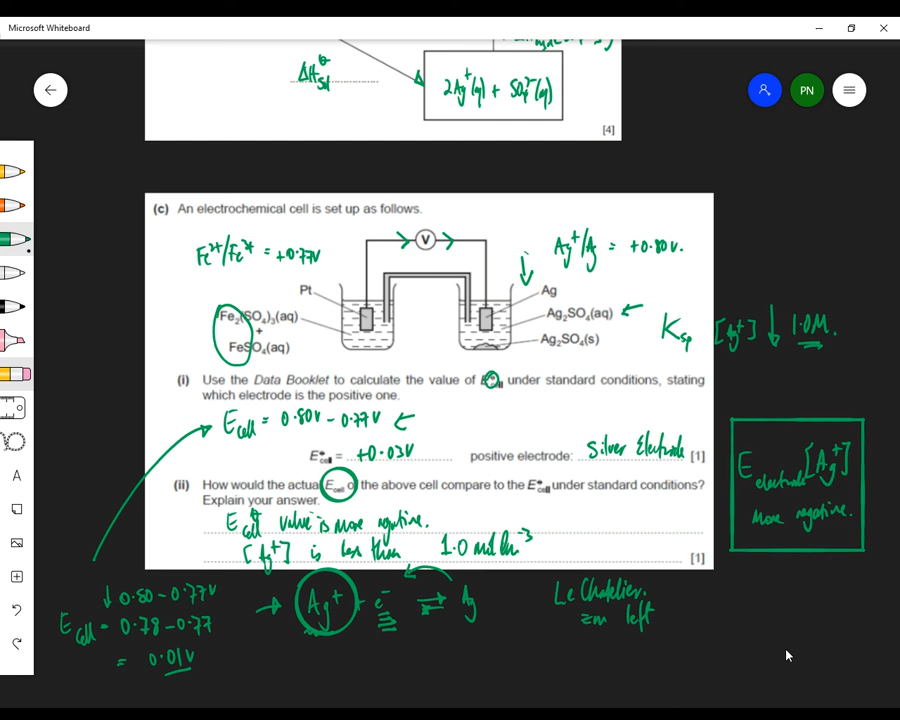 Microsoft Whiteboard
PN
ΔH⦵sol
2Ag⁺(aq) + SO₄²⁻(aq)
[4]
(c) An electrochemical cell is set up as follows.
Fe²⁺/Fe³⁺ = +0.77V
V
Ag⁺/Ag = +0.80V.
Pt
Ag
Fe₂(SO₄)₃(aq)
+
FeSO₄(aq)
Ag₂SO₄(aq)
Ag₂SO₄(s)
Ksp [Ag⁺] ↓ 1.0M.
(i) Use the Data Booklet to calculate the value of E⦵cell under standard conditions, stating
which electrode is the positive one.
Ecell = 0.80V - 0.77V
E⦵cell = +0.03V positive electrode: Silver Electrode [1]
(ii) How would the actual Ecell of the above cell compare to the E⦵cell under standard conditions?
Explain your answer.
Ecell value is more negative.
[Ag⁺] is less than 1.0 mol dm⁻³
[1]
E electrode [Ag⁺]
more negative.
↓ 0.80 - 0.77V
Ecell = 0.78 - 0.77
= 0.01V
Ag⁺ + e⁻ ⇌ Ag
Le Chatelier.
left